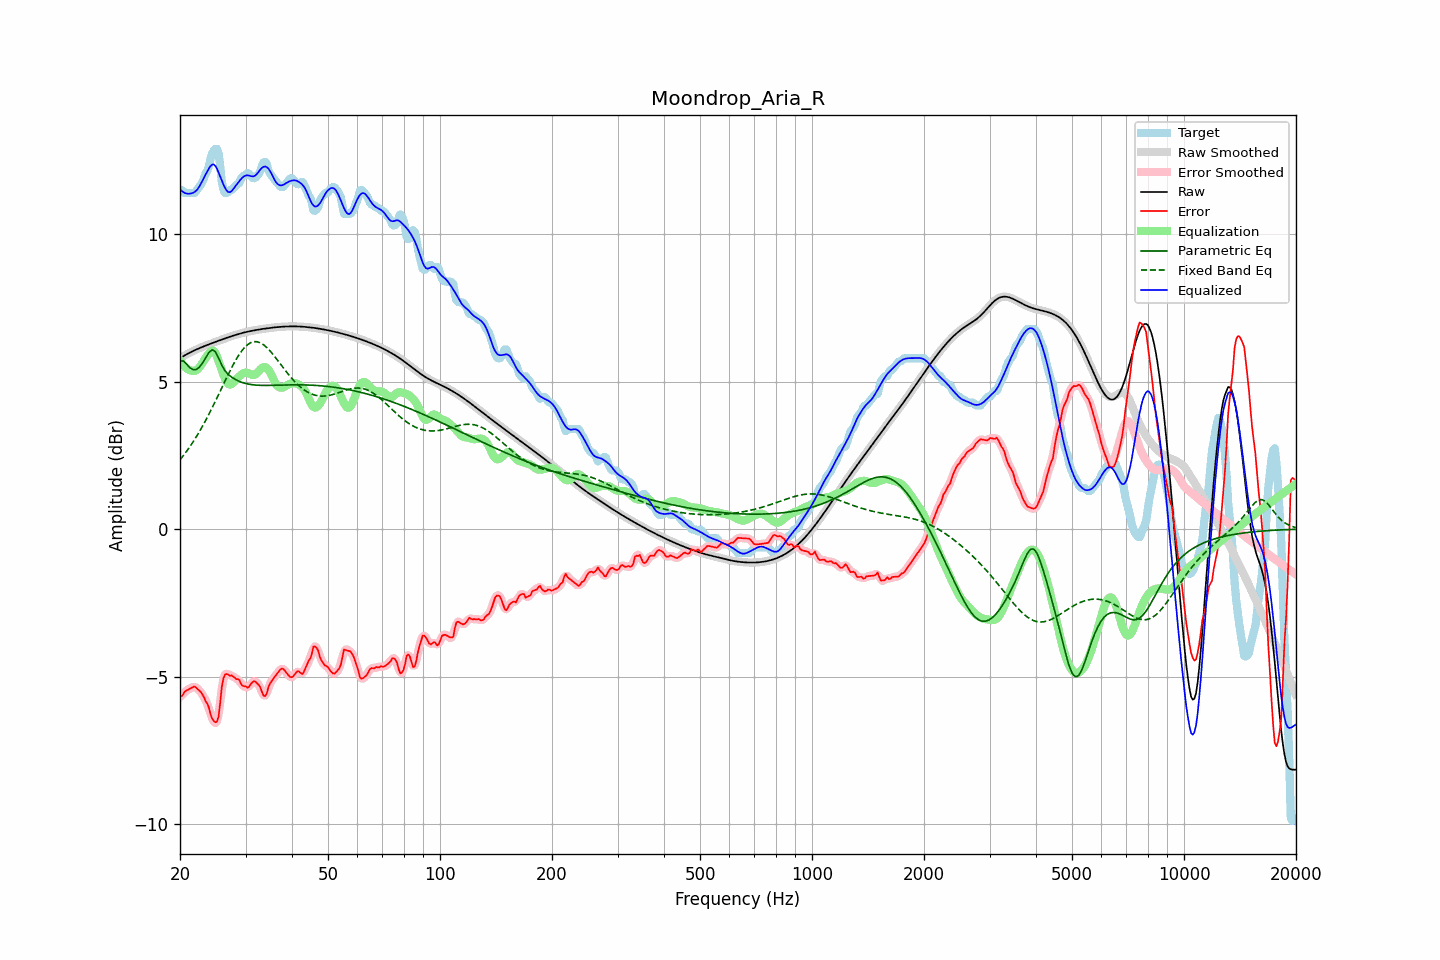 Moondrop_Aria_R
Target
Raw Smoothed
Error Smoothed
Raw
Error
Equalization
Parametric Eq
Fixed Band Eq
Equalized
10
5
0
−5
−10
Amplitude (dBr)
20 50 100 200 500 1000 2000 5000 10000 20000
Frequency (Hz)